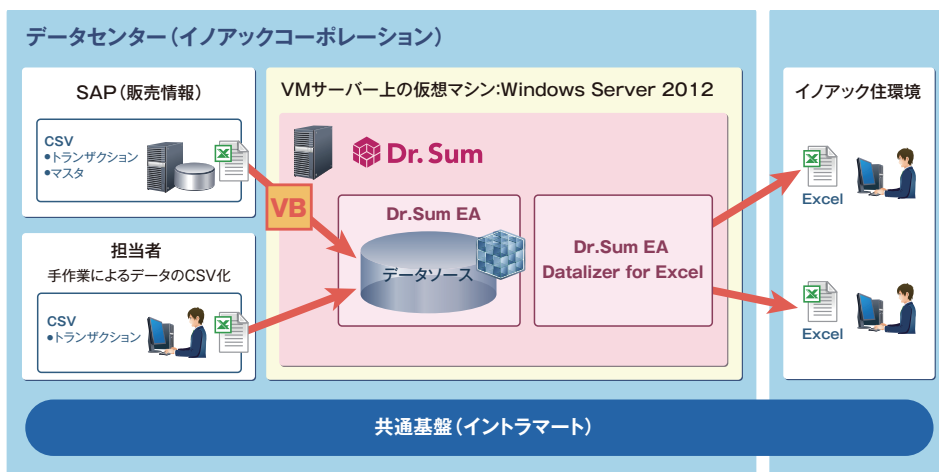 データセンター（イノアックコーポレーション）
SAP（販売情報）
CSV
•トランザクション
•マスタ
VB
担当者
手作業によるデータのCSV化
CSV
•トランザクション
VMサーバー上の仮想マシン:Windows Server 2012
Dr.Sum
Dr.Sum EA
データソース
Dr.Sum EA
Datalizer for Excel
イノアック住環境
Excel
Excel
共通基盤（イントラマート）